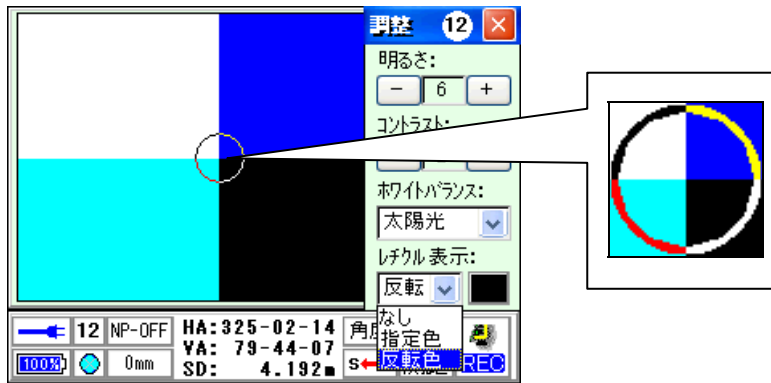 調整 12
明るさ:
− 6 +
コントラスト:
ホワイトバランス:
太陽光
レチクル表示:
反転
なし
指定色
反転色
12 NP-OFF
100% 0mm
HA:325-02-14
VA: 79-44-07
SD: 4.192m
S
REC